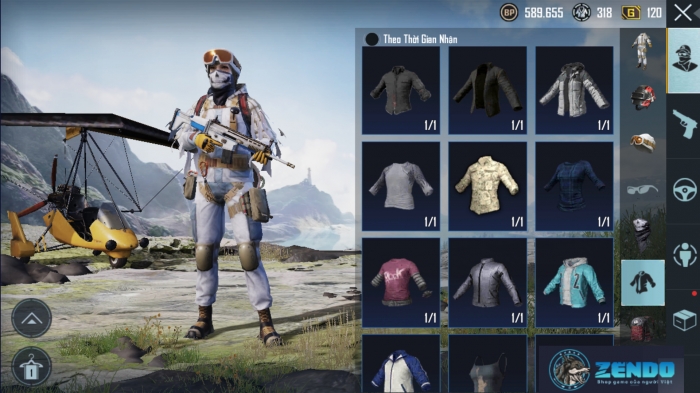 BP 589.655 318 G 120
Theo Thời Gian Nhận
1/1 1/1 1/1
1/1 1/1 1/1
1/1 1/1 1/1
ZENDO
Shop game của người Việt